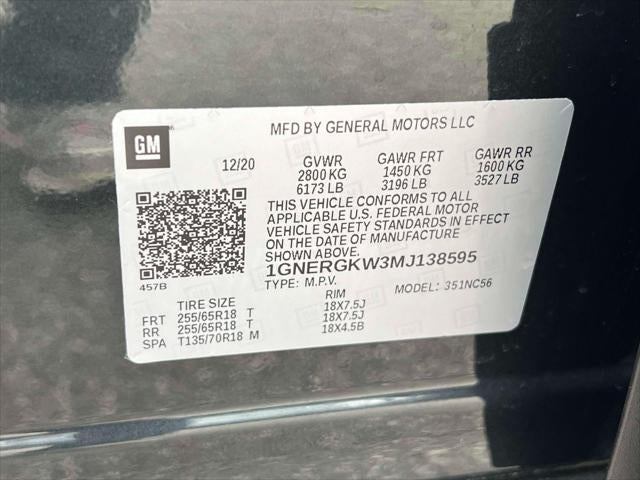 MFD BY GENERAL MOTORS LLC
GM
12/20 GVWR GAWR FRT GAWR RR
2800 KG 1450 KG 1600 KG
6173 LB 3196 LB 3527 LB
THIS VEHICLE CONFORMS TO ALL
APPLICABLE U.S. FEDERAL MOTOR
VEHICLE SAFETY STANDARDS IN EFFECT
ON THE DATE OF MANUFACTURE
SHOWN ABOVE.
1GNERGKW3MJ138595
457B
TYPE: M.P.V. MODEL: 351NC56
TIRE SIZE RIM
FRT 255/65R18 T 18X7.5J
RR 255/65R18 T 18X7.5J
SPA T135/70R18 M 18X4.5B